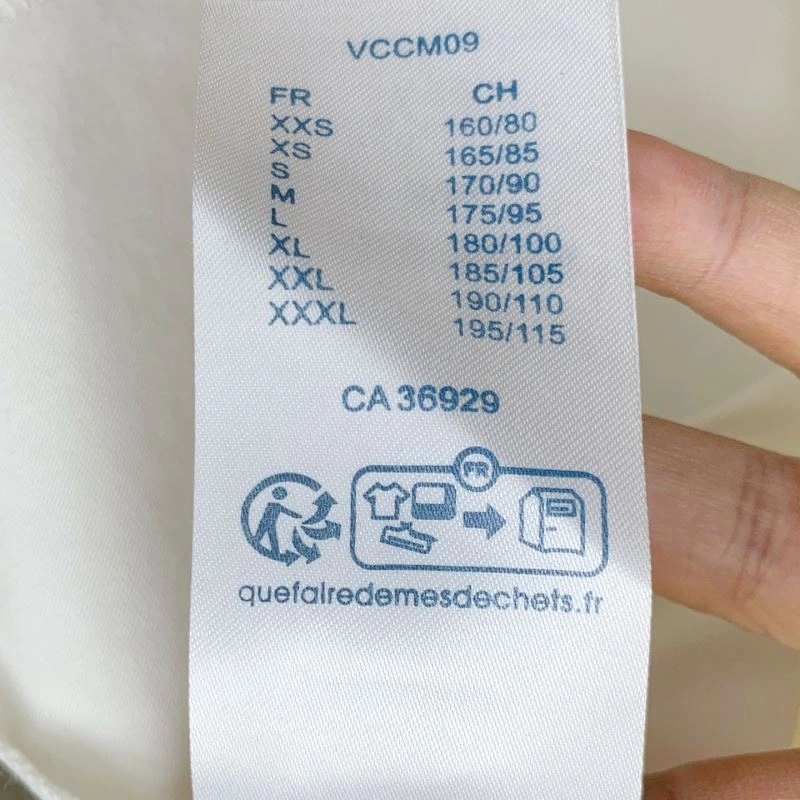 VCCM09
FR CH
XXS 160/80
XS 165/85
S 170/90
M 175/95
L 180/100
XL 185/105
XXL 190/110
XXXL 195/115
CA 36929
FR
quefairedemesdechets.fr